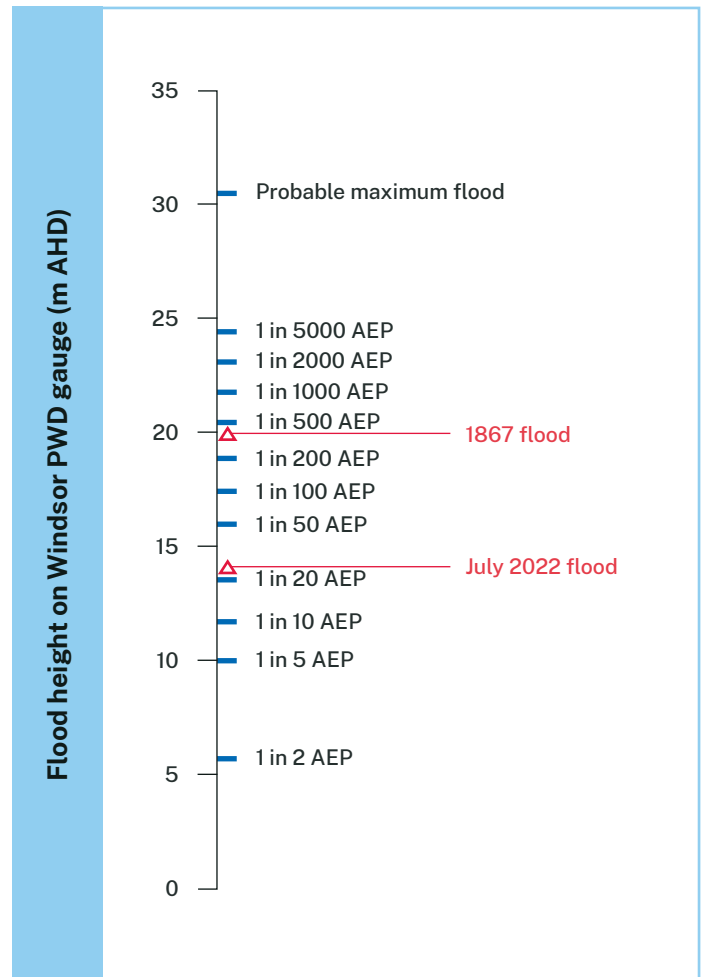 Flood height on Windsor PWD gauge (m AHD)
35
Probable maximum flood
30
25
1 in 5000 AEP
1 in 2000 AEP
1 in 1000 AEP
1 in 500 AEP
20
1867 flood
1 in 200 AEP
1 in 100 AEP
1 in 50 AEP
15
July 2022 flood
1 in 20 AEP
1 in 10 AEP
10
1 in 5 AEP
1 in 2 AEP
5
0